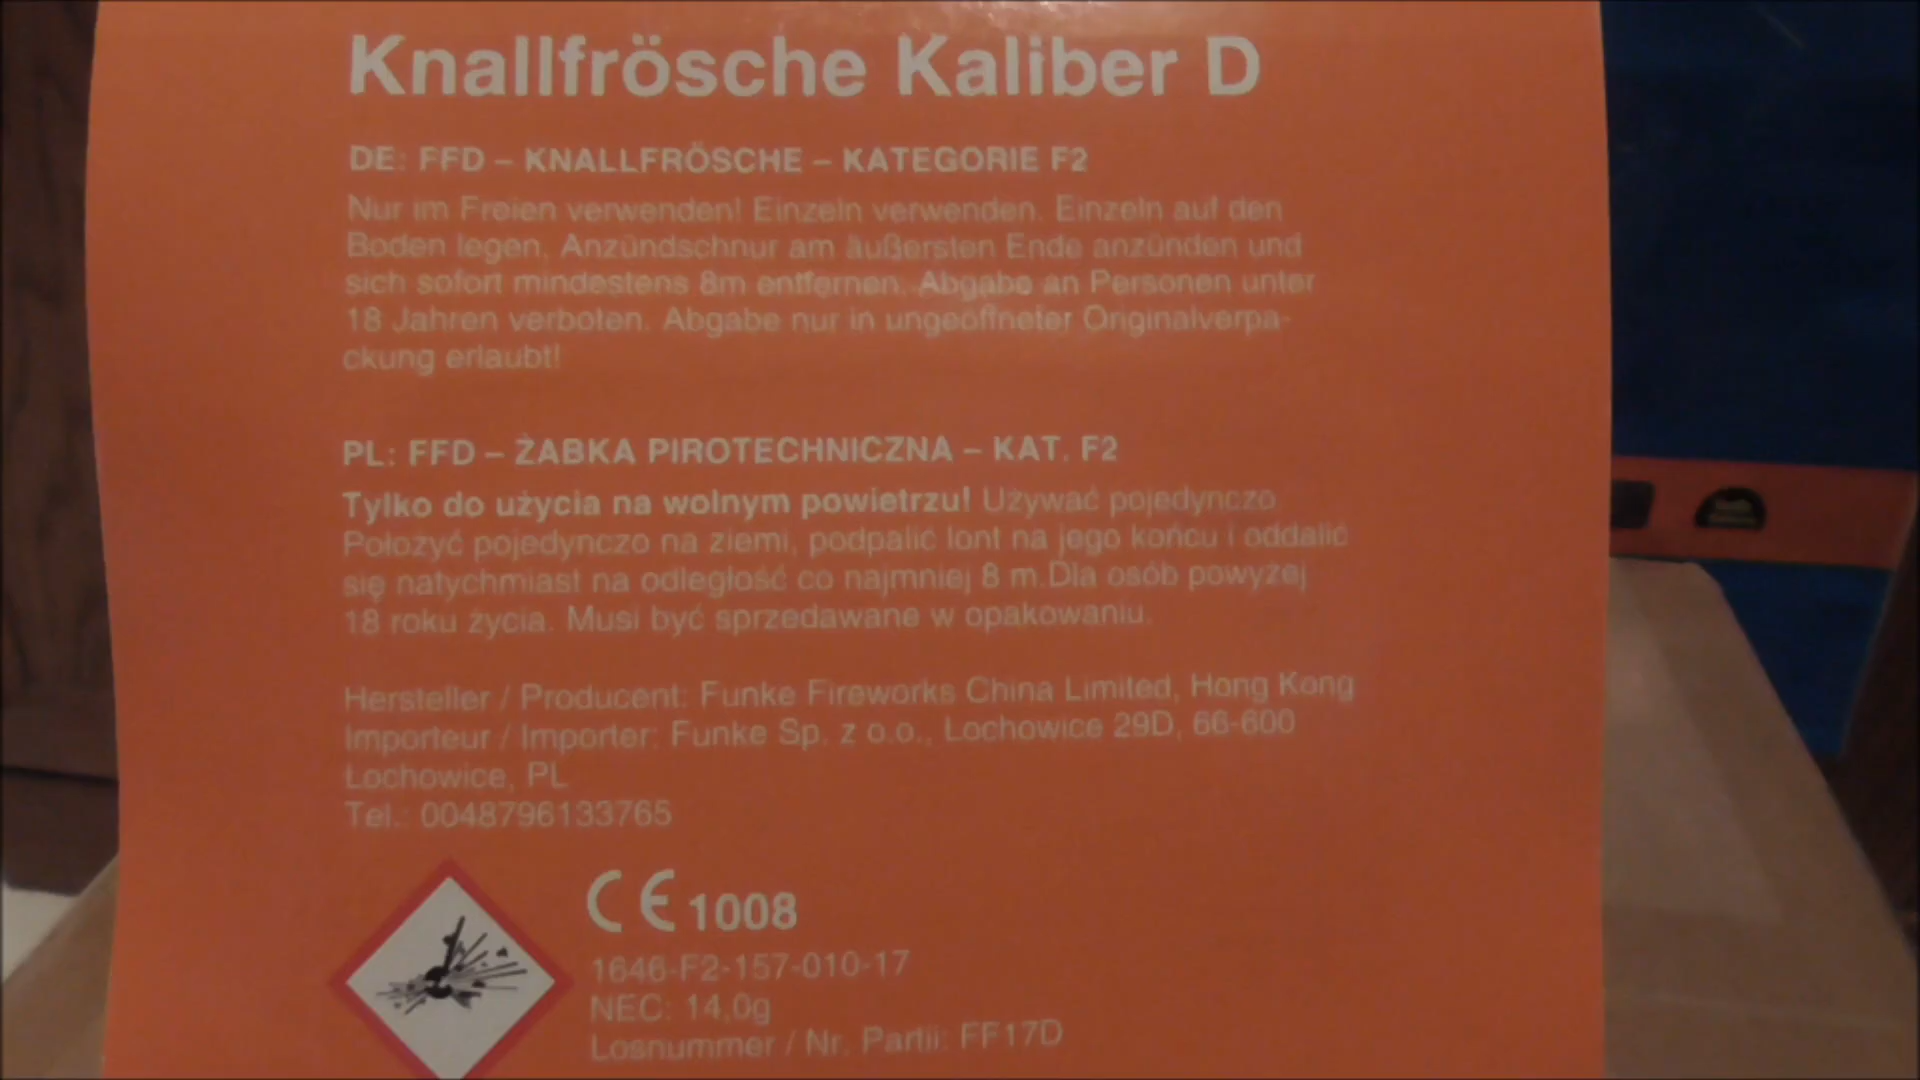 Knallfrösche Kaliber D
DE: FFD – KNALLFRÖSCHE – KATEGORIE F2
Nur im Freien verwenden! Einzeln verwenden. Einzeln auf den
Boden legen, Anzündschnur am äußersten Ende anzünden und
sich sofort mindestens 8m entfernen. Abgabe an Personen unter
18 Jahren verboten. Abgabe nur in ungeöffneter Originalverpa-
ckung erlaubt!
PL: FFD – ŻABKA PIROTECHNICZNA – KAT. F2
Tylko do użycia na wolnym powietrzu! Używać pojedynczo
Położyć pojedynczo na ziemi, podpalić lont na jego końcu i oddalić
się natychmiast na odległość co najmniej 8 m.Dla osób powyżej
18 roku życia. Musi być sprzedawane w opakowaniu.
Hersteller / Producent: Funke Fireworks China Limited, Hong Kong
Importeur / Importer: Funke Sp. z o.o., Lochowice 29D, 66-600
Lochowice, PL
Tel.: 0048796133765
CE 1008
1646-F2-157-010-17
NEC: 14,0g
Losnummer / Nr. Partii: FF17D